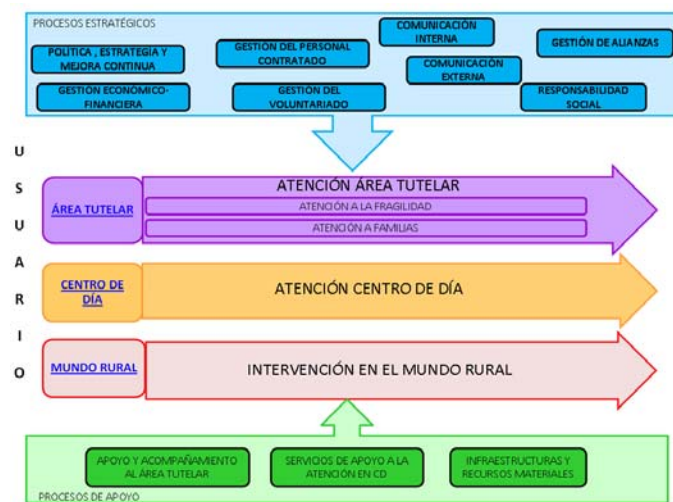 PROCESOS ESTRATÉGICOS
POLÍTICA , ESTRATEGÍA Y
MEJORA CONTINUA
GESTIÓN DEL PERSONAL
CONTRATADO
COMUNICACIÓN
INTERNA
GESTIÓN DE ALIANZAS
GESTIÓN ECONÓMICO-
FINANCIERA
GESTIÓN DEL
VOLUNTARIADO
COMUNICACIÓN
EXTERNA
RESPONSABILIDAD
SOCIAL
U
S
U
A
R
I
O
ÁREA TUTELAR
ATENCIÓN ÁREA TUTELAR
ATENCIÓN A LA FRAGILIDAD
ATENCIÓN A FAMILIAS
CENTRO DE
DÍA
ATENCIÓN CENTRO DE DÍA
MUNDO RURAL
INTERVENCIÓN EN EL MUNDO RURAL
APOYO Y ACOMPAÑAMIENTO
AL ÁREA TUTELAR
SERVICIOS DE APOYO A LA
ATENCIÓN EN CD
INFRAESTRUCTURAS Y
RECURSOS MATERIALES
PROCESOS DE APOYO